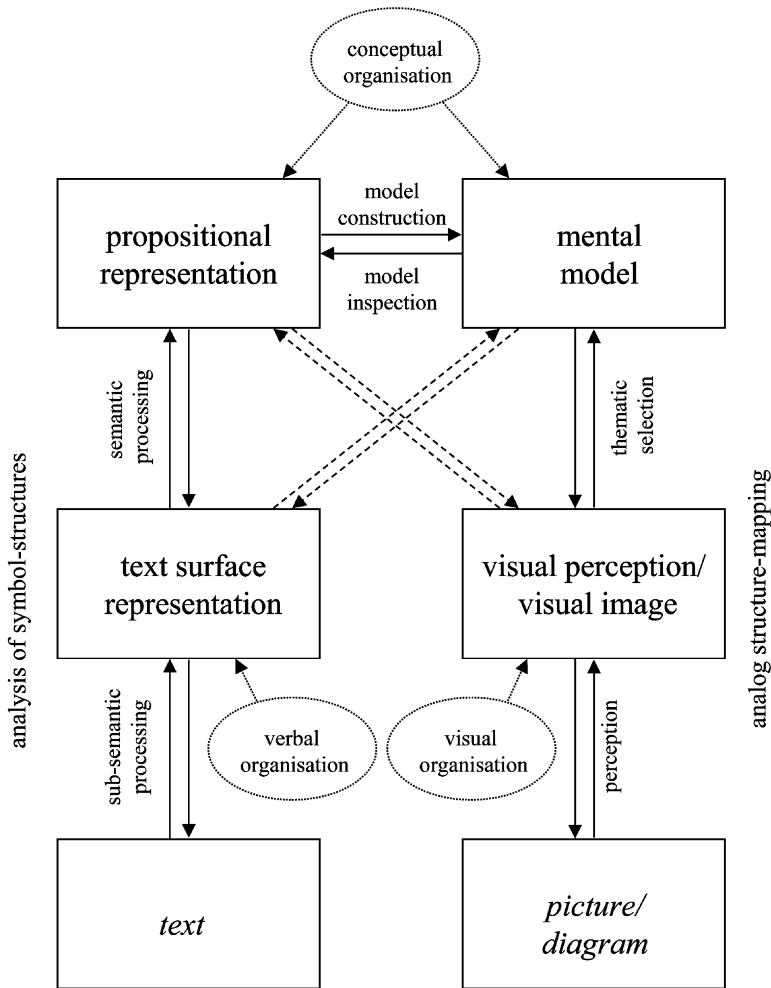 conceptual
organisation
propositional
representation
model
construction
model
inspection
mental
model
semantic
processing
thematic
selection
analysis of symbol-structures
analog structure-mapping
text surface
representation
visual perception/
visual image
sub-semantic
processing
verbal
organisation
visual
organisation
perception
text
picture/
diagram